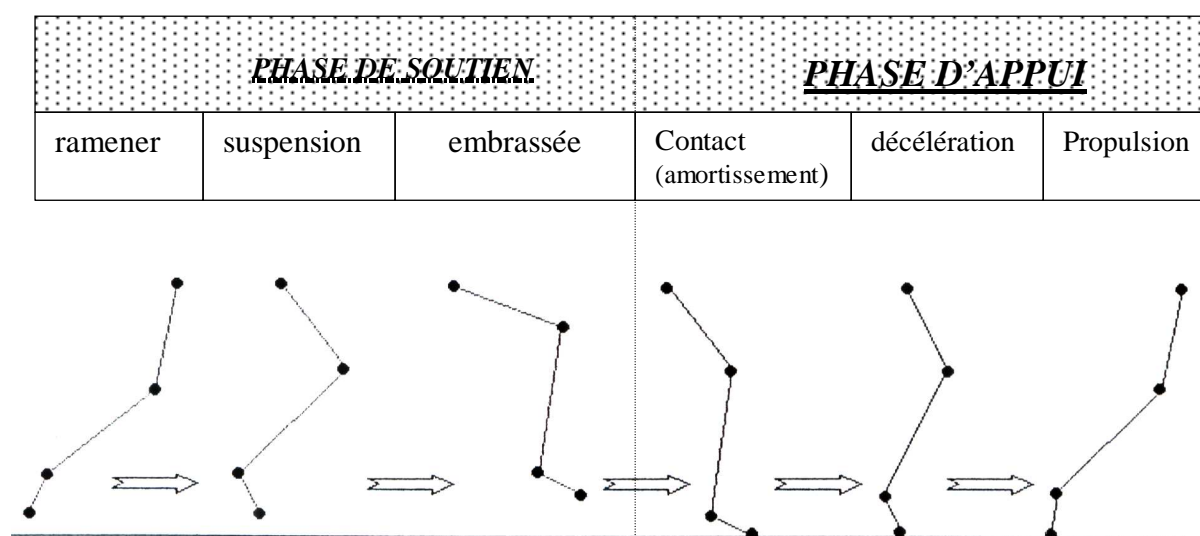 PHASE DE SOUTIEN
PHASE D’APPUI
ramener
suspension
embrassée
Contact
(amortissement)
décélération
Propulsion